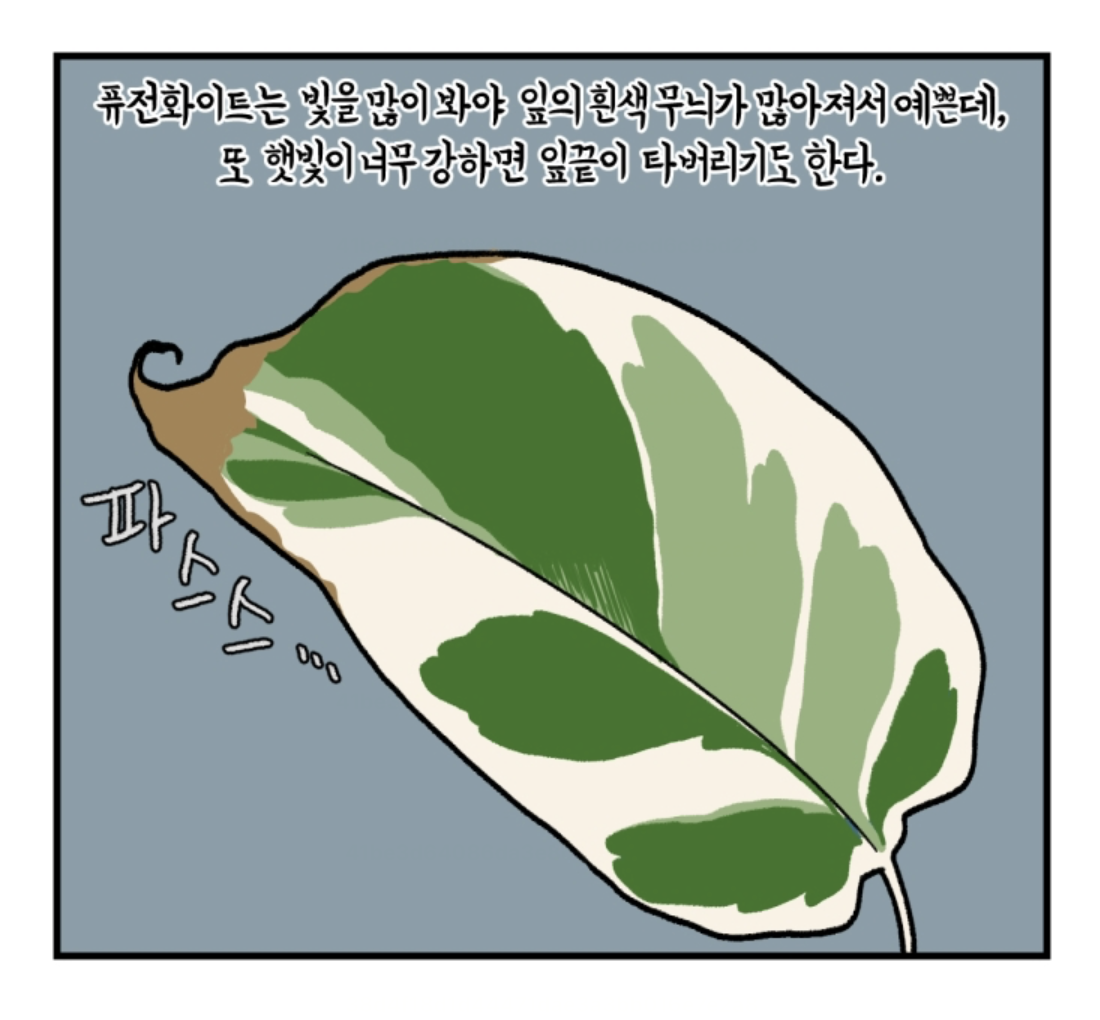 퓨전화이트는 빛을 많이 봐야 잎의 흰색 무늬가 많아져서 예쁜데,
또 햇빛이 너무 강하면 잎끝이 타버리기도 한다.
파스스...